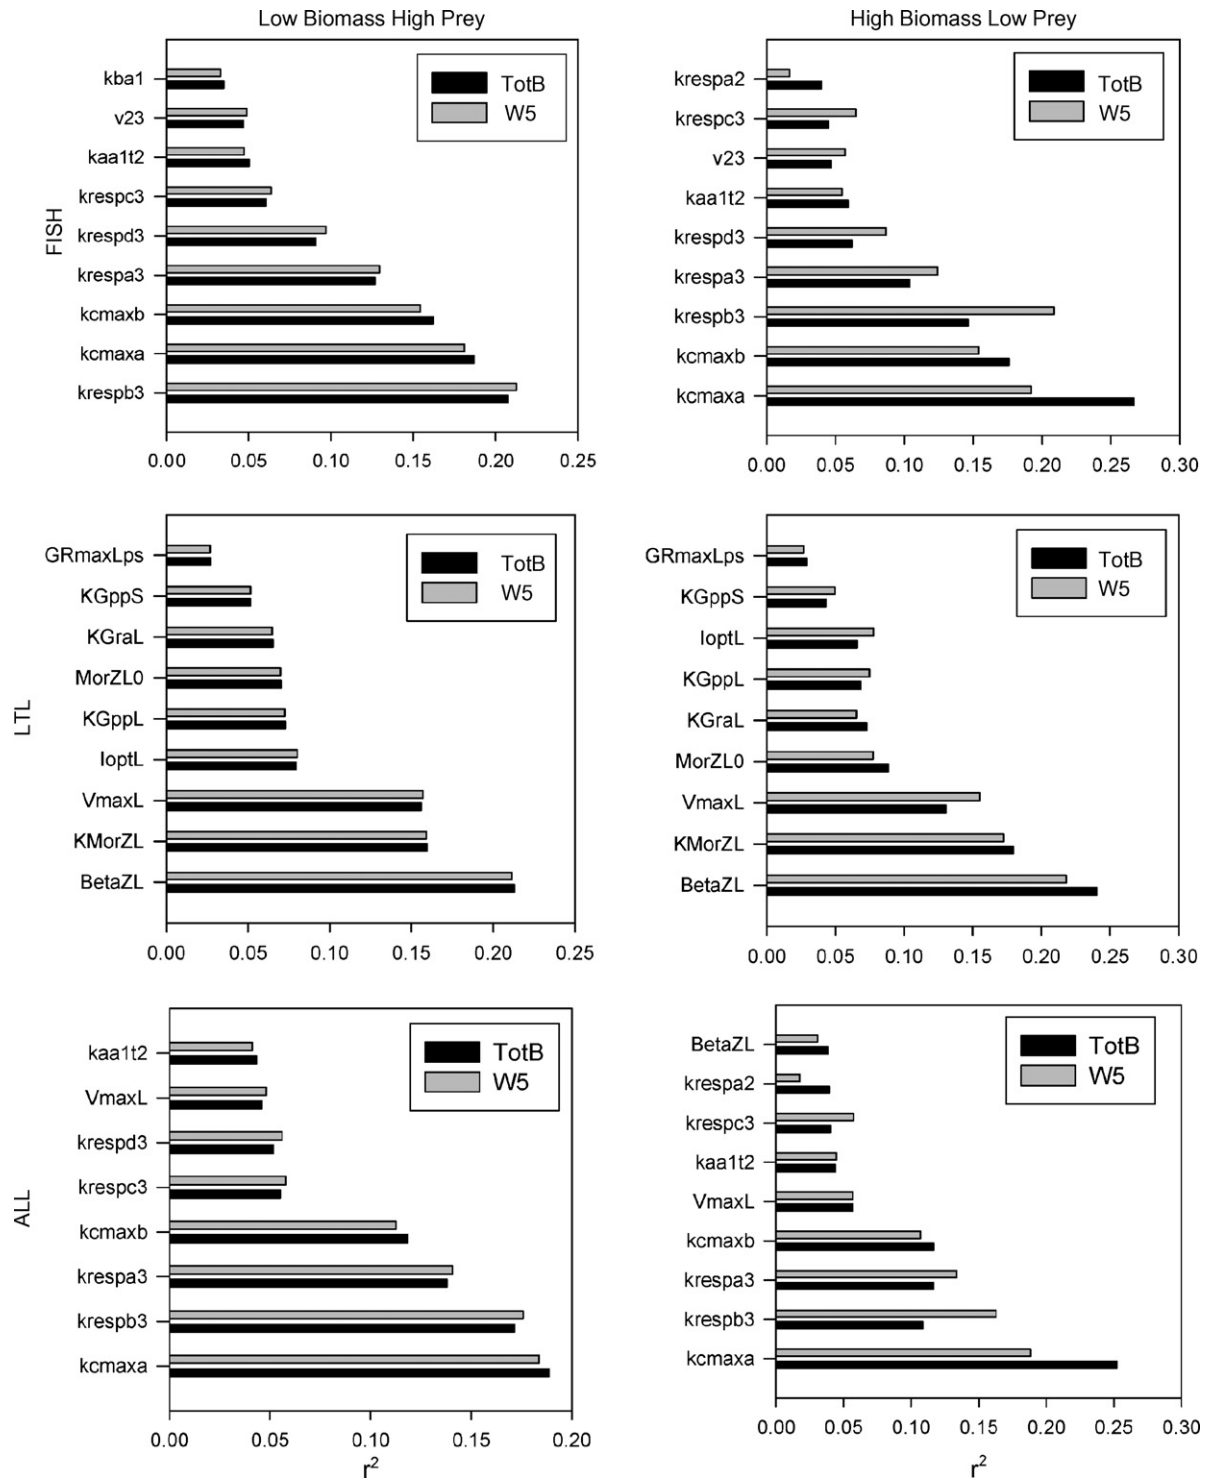 Low Biomass High Prey
High Biomass Low Prey
FISH
kba1
v23
kaa1t2
krespc3
krespd3
krespa3
kcmaxb
kcmaxa
krespb3
TotB
W5
0.00 0.05 0.10 0.15 0.20 0.25
krespa2
krespc3
v23
kaa1t2
krespd3
krespa3
krespb3
kcmaxb
kcmaxa
TotB
W5
0.00 0.05 0.10 0.15 0.20 0.25 0.30
LTL
GRmaxLps
KGppS
KGraL
MorZL0
KGppL
IoptL
VmaxL
KMorZL
BetaZL
TotB
W5
0.00 0.05 0.10 0.15 0.20 0.25
GRmaxLps
KGppS
IoptL
KGppL
KGraL
MorZL0
VmaxL
KMorZL
BetaZL
TotB
W5
0.00 0.05 0.10 0.15 0.20 0.25 0.30
ALL
kaa1t2
VmaxL
krespd3
krespc3
kcmaxb
krespa3
krespb3
kcmaxa
TotB
W5
0.00 0.05 0.10 0.15 0.20
r²
BetaZL
krespa2
krespc3
kaa1t2
VmaxL
kcmaxb
krespa3
krespb3
kcmaxa
TotB
W5
0.00 0.05 0.10 0.15 0.20 0.25 0.30
r²